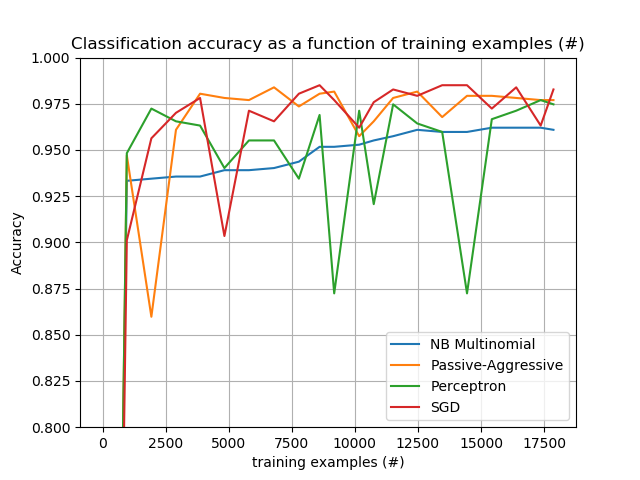 Classification accuracy as a function of training examples (#)
1.000
0.975
0.950
0.925
0.900
0.875
0.850
0.825
0.800
Accuracy
NB Multinomial
Passive-Aggressive
Perceptron
SGD
0 2500 5000 7500 10000 12500 15000 17500
training examples (#)